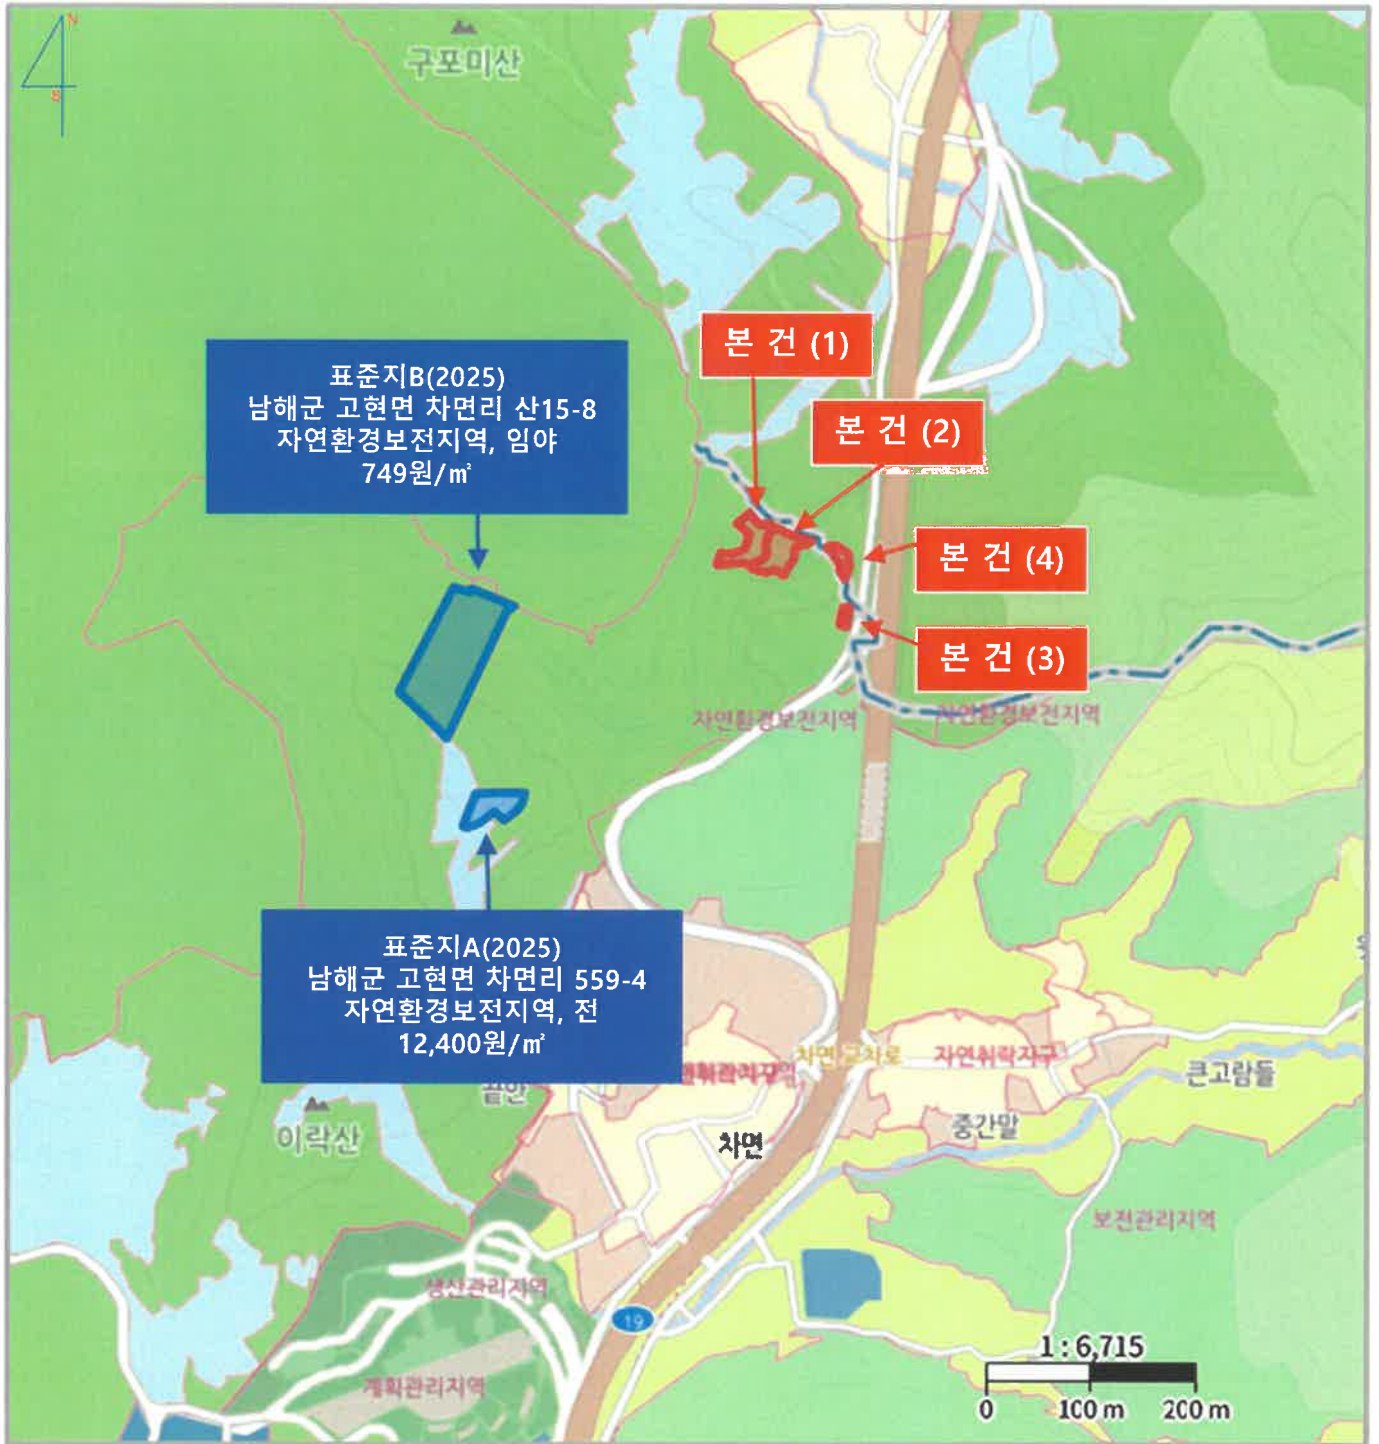 N
구포미산
본 건 (1)
표준지B(2025)
남해군 고현면 차면리 산15-8
자연환경보전지역, 임야
749원/㎡
본 건 (2)
본 건 (4)
본 건 (3)
자연환경보전지역
자연환경보전지역
표준지A(2025)
남해군 고현면 차면리 559-4
자연환경보전지역, 전
12,400원/㎡
차면교차로
자연취락지구
큰고람들
이락산
차면
중간말
보전관리지역
생산관리지역
19
계획관리지역
1 : 6,715
0 100 m 200 m